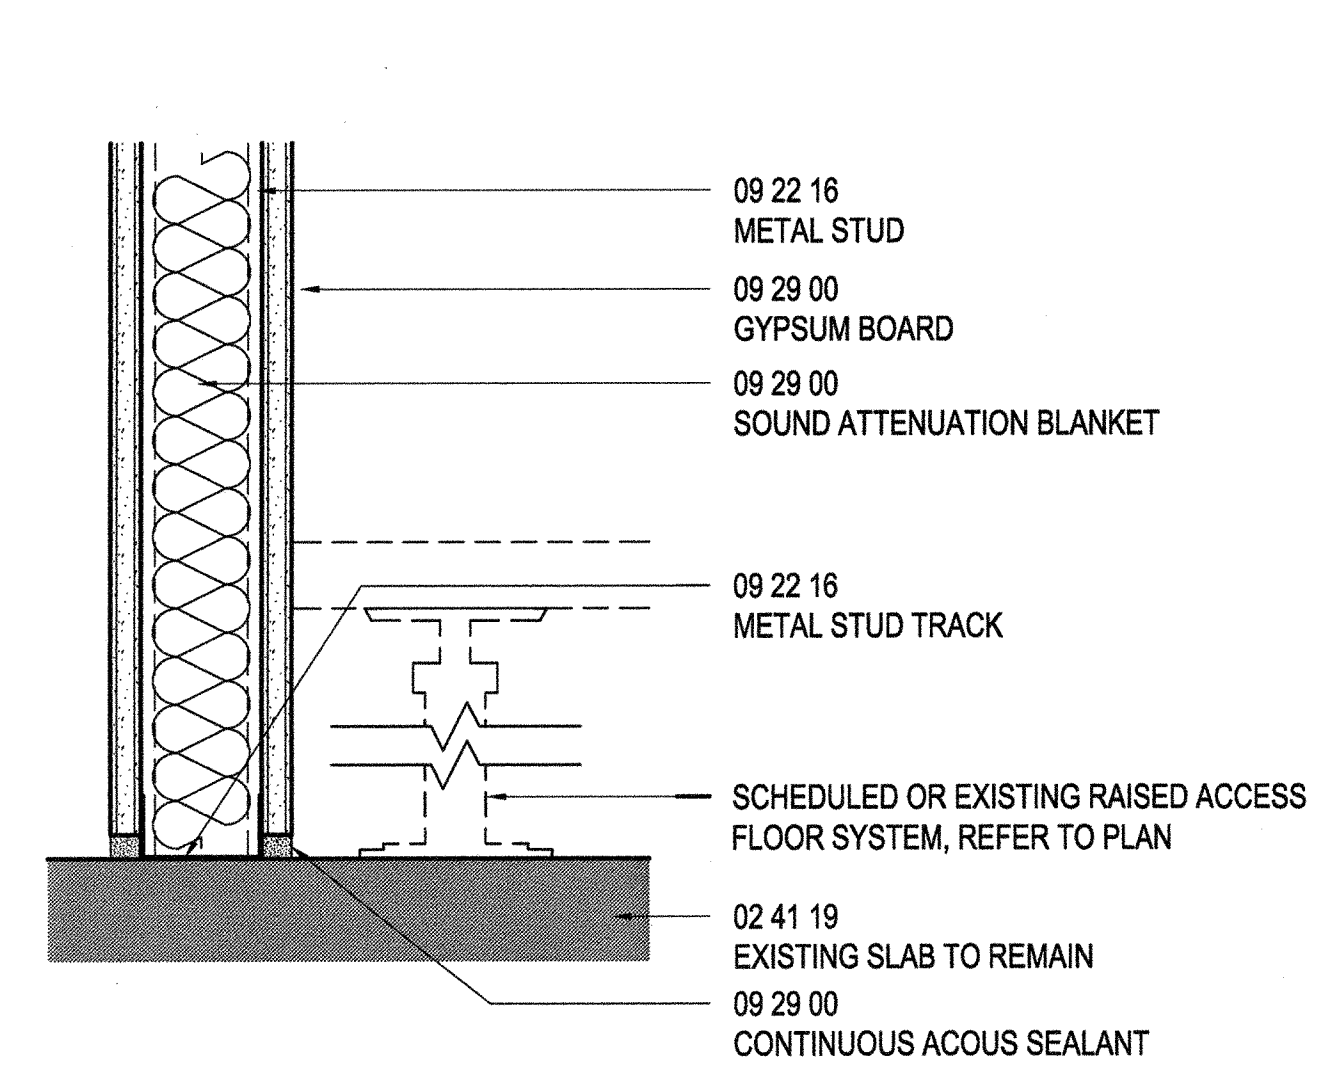 09 22 16
METAL STUD
09 29 00
GYPSUM BOARD
09 29 00
SOUND ATTENUATION BLANKET
09 22 16
METAL STUD TRACK
SCHEDULED OR EXISTING RAISED ACCESS
FLOOR SYSTEM, REFER TO PLAN
02 41 19
EXISTING SLAB TO REMAIN
09 29 00
CONTINUOUS ACOUS SEALANT